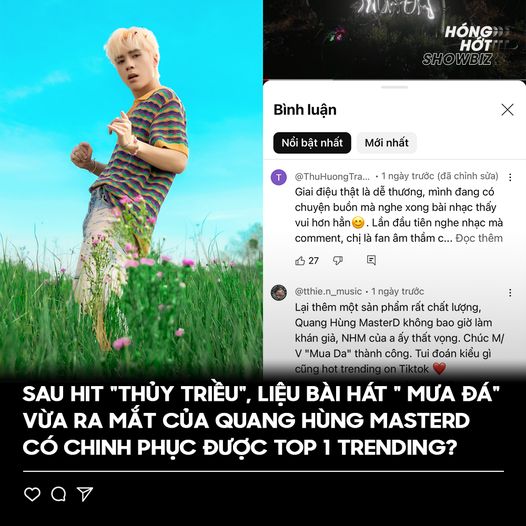 MƯA ĐÁ
HÓNG
HỚT
SHOWBIZ
Bình luận
Nổi bật nhất
Mới nhất
T
@ThuHuongTra... • 1 ngày trước (đã chỉnh sửa)
Giai điệu thật là dễ thương, mình đang có
chuyện buồn mà nghe xong bài nhạc thấy
vui hơn hẳn😊. Lần đầu tiên nghe nhạc mà
comment, chị là fan âm thầm c... Đọc thêm
27
@tthie.n_music • 1 ngày trước
Lại thêm một sản phẩm rất chất lượng,
Quang Hùng MasterD không bao giờ làm
khán giả, NHM của a ấy thất vọng. Chúc M/
V "Mua Da" thành công. Tui đoán kiểu gì
cũng hot trending on Tiktok ❤️
SAU HIT "THỦY TRIỀU", LIỆU BÀI HÁT " MƯA ĐÁ"
VỪA RA MẮT CỦA QUANG HÙNG MASTERD
CÓ CHINH PHỤC ĐƯỢC TOP 1 TRENDING?